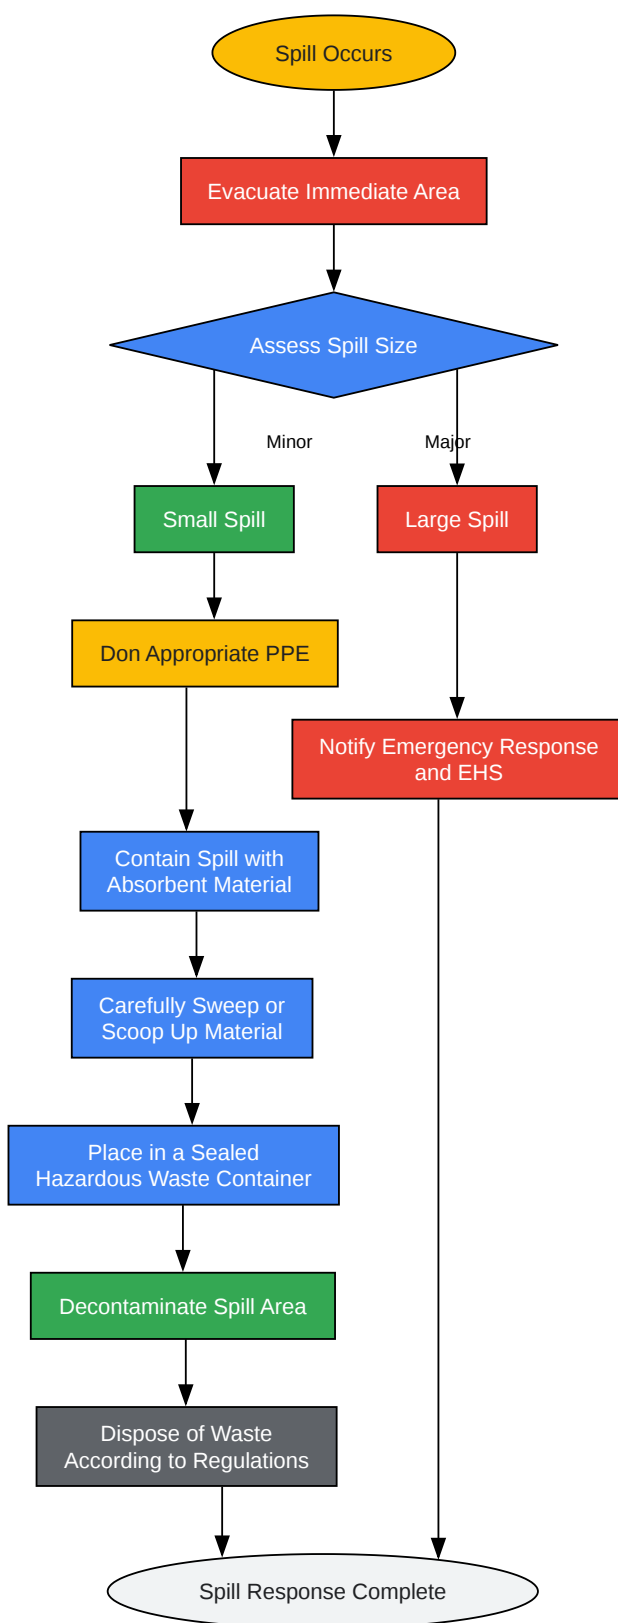 Spill Occurs
Evacuate Immediate Area
Assess Spill Size
Minor
Major
Small Spill
Large Spill
Don Appropriate PPE
Notify Emergency Response
and EHS
Contain Spill with
Absorbent Material
Carefully Sweep or
Scoop Up Material
Place in a Sealed
Hazardous Waste Container
Decontaminate Spill Area
Dispose of Waste
According to Regulations
Spill Response Complete